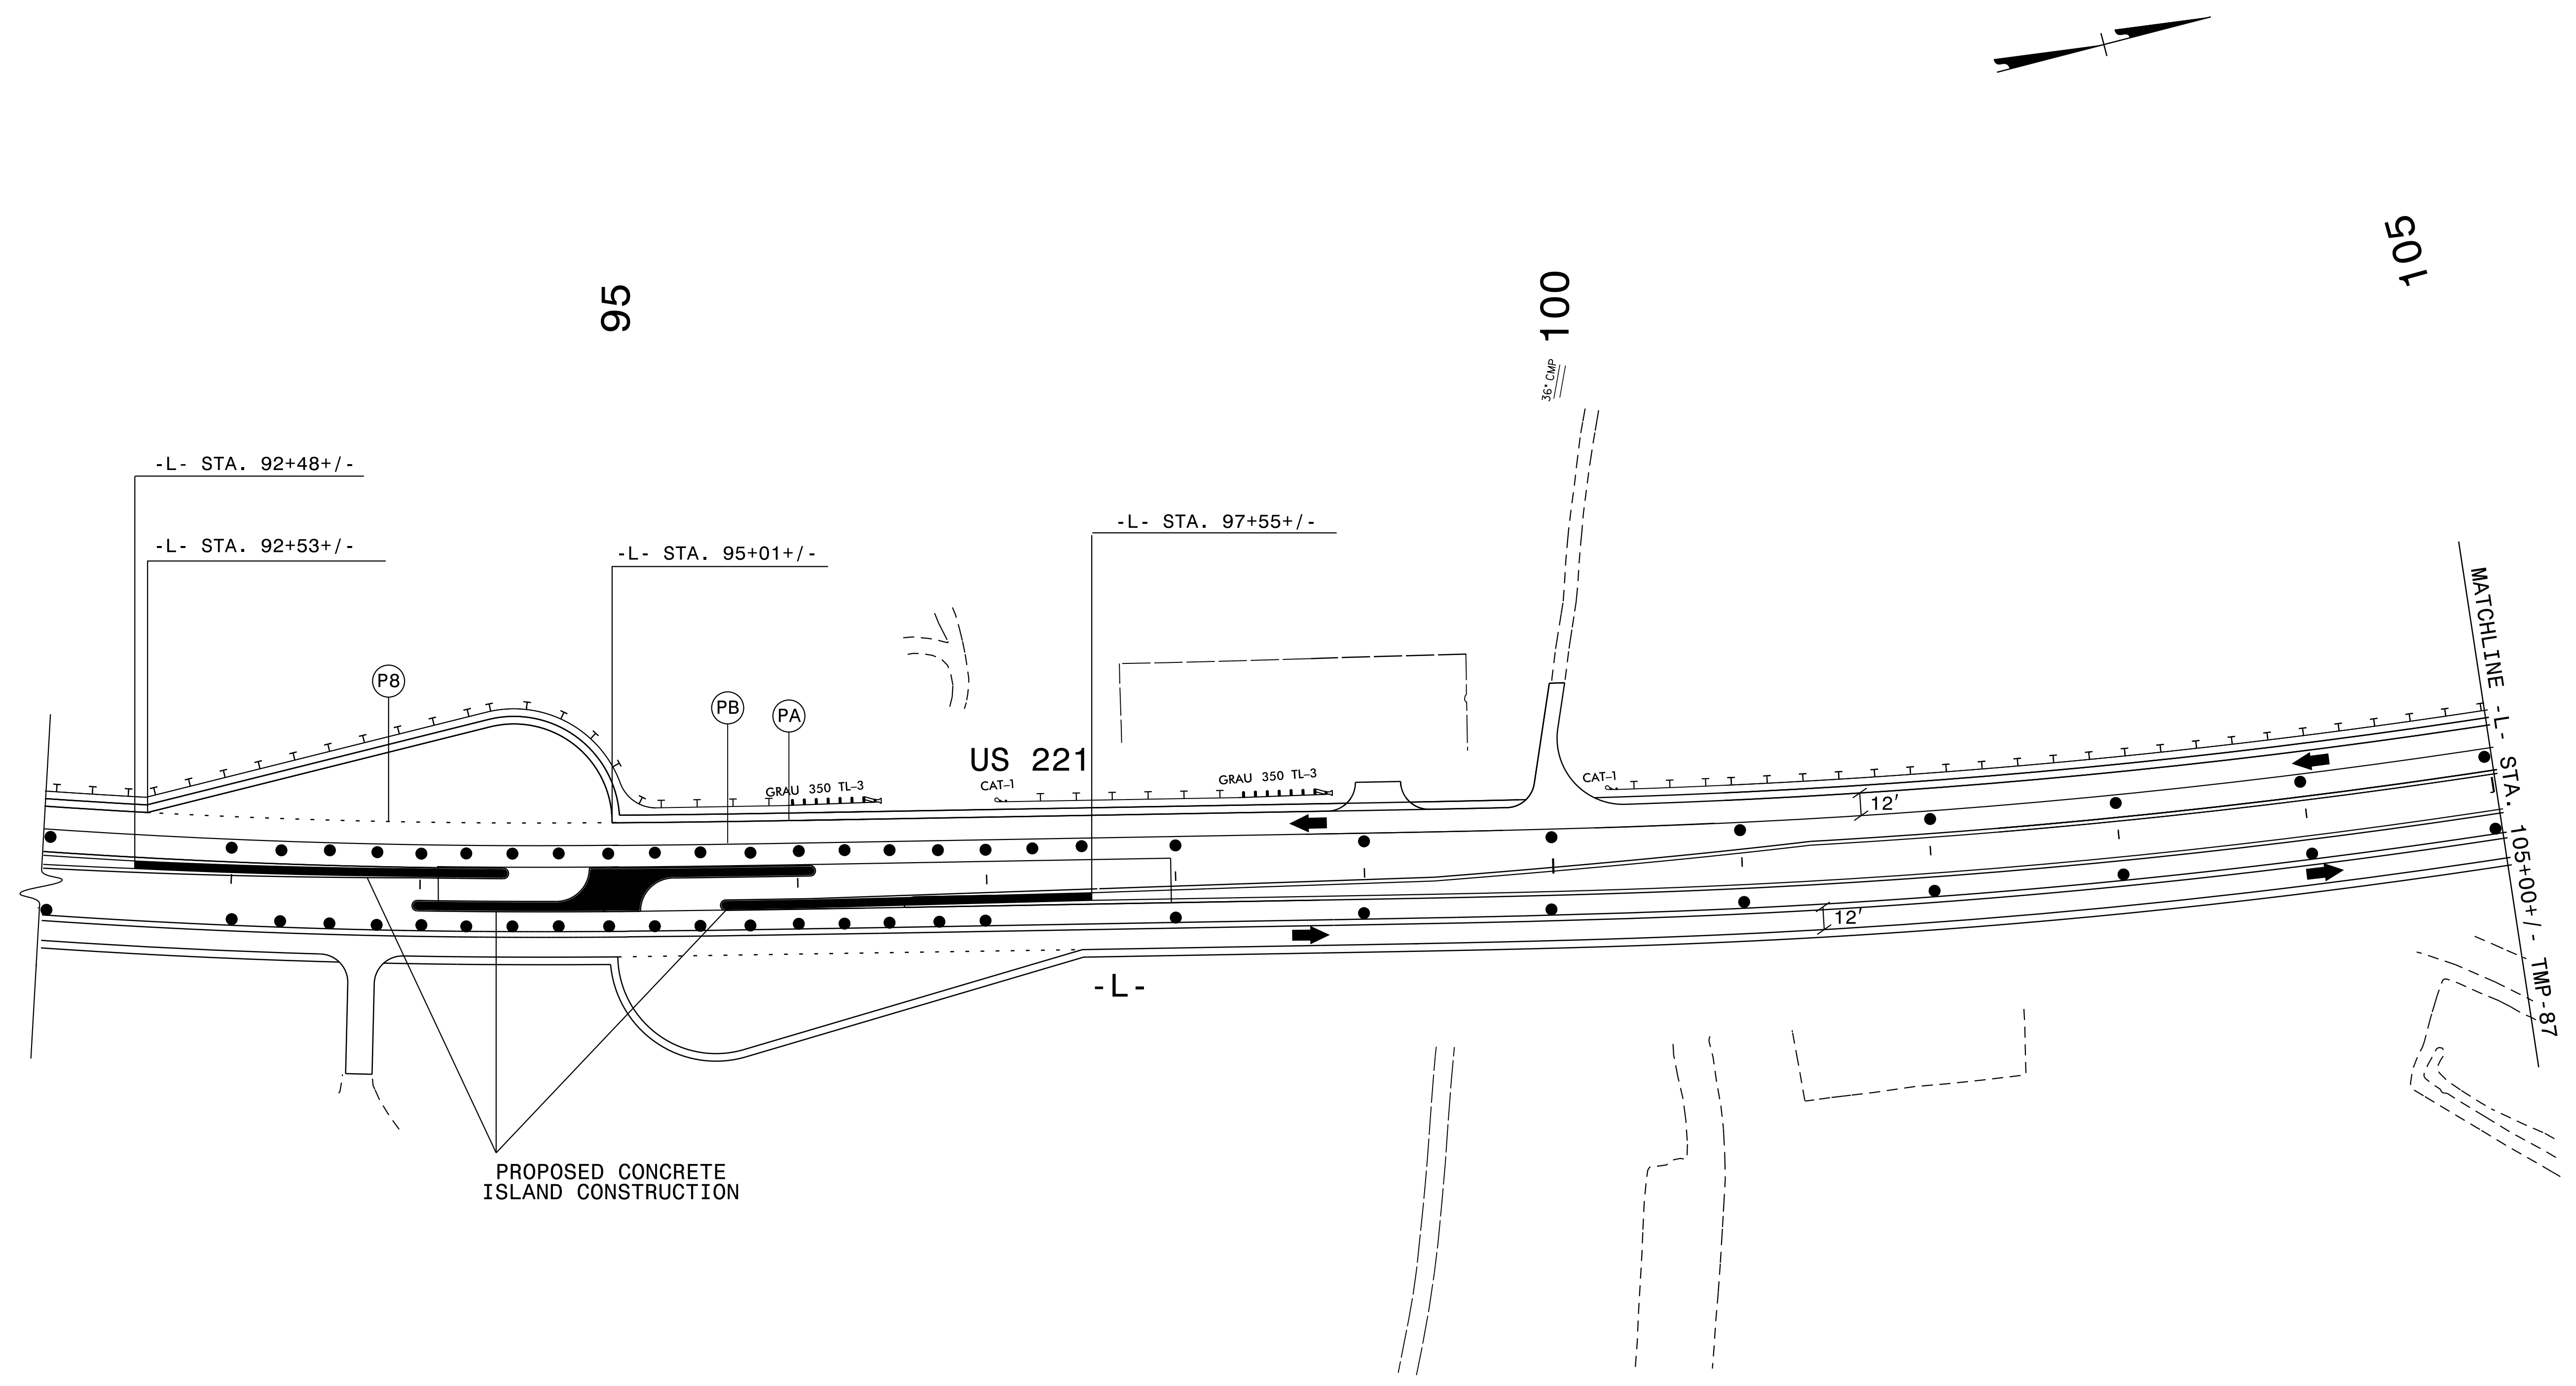 105
95
100
36" CMP
-L- STA. 92+48+/-
-L- STA. 97+55+/-
-L- STA. 92+53+/-
-L- STA. 95+01+/-
MATCHLINE -L- STA. 105+00+/- TMP-87
P8
PB
PA
US 221
GRAU 350 TL-3
CAT-1
GRAU 350 TL-3
CAT-1
12'
12'
-L-
PROPOSED CONCRETE
ISLAND CONSTRUCTION